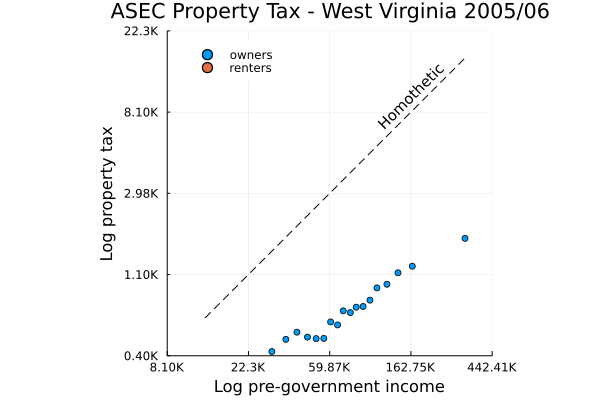 ASEC Property Tax - West Virginia 2005/06
22.3K
owners
renters
Homothetic
8.10K
2.98K
1.10K
0.40K
Log property tax
8.10K 22.3K 59.87K 162.75K 442.41K
Log pre-government income